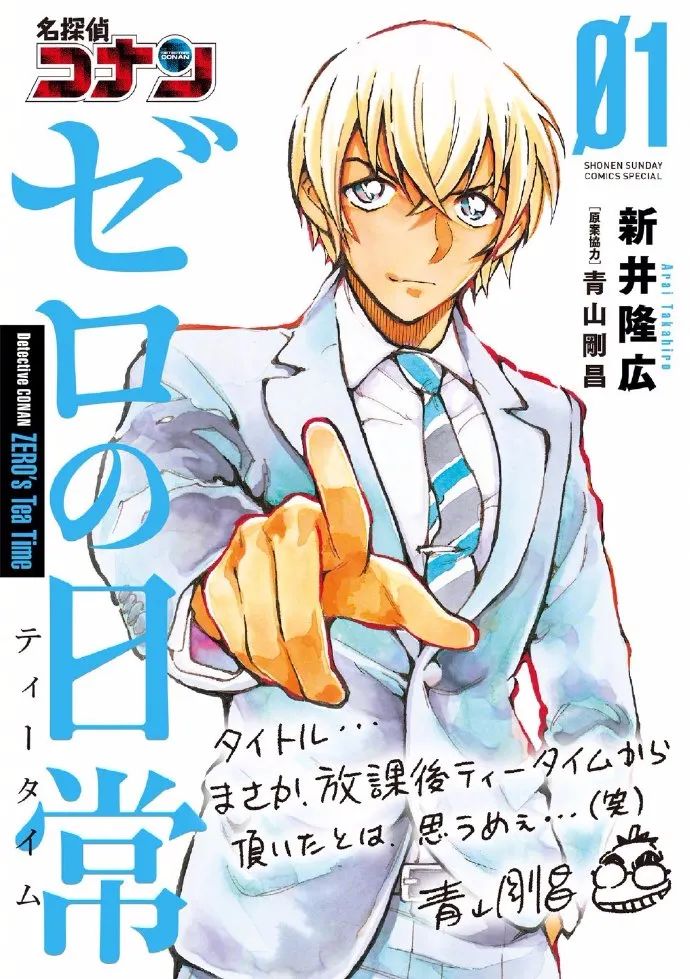 名探偵
コナン
DETECTIVE CONAN
ゼロの日常
ティータイム
Detective CONAN ZERO's Tea Time
01
SHONEN SUNDAY
COMICS SPECIAL
新井隆広
Arai Takahiro
[原案協力]青山剛昌
タイトル…
まさか、放課後ティータイムから
頂いたとは、思うめえ…(笑)
青山剛昌